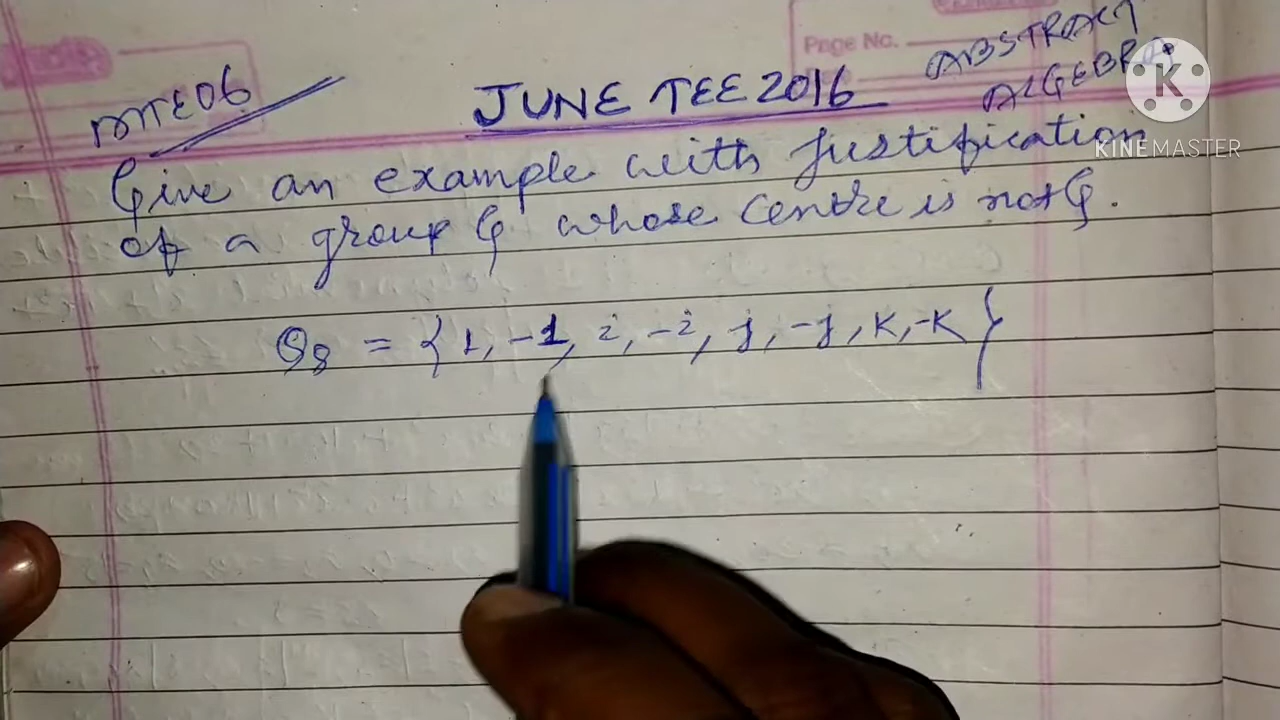 Page No.
ABSTRACT
ALGEBRA
MTE06
JUNE TEE 2016
K
KINEMASTER
Give an example with justification
of a group G whose centre is not G.
Q8 = { 1, -1, i, -i, j, -j, K, -K }